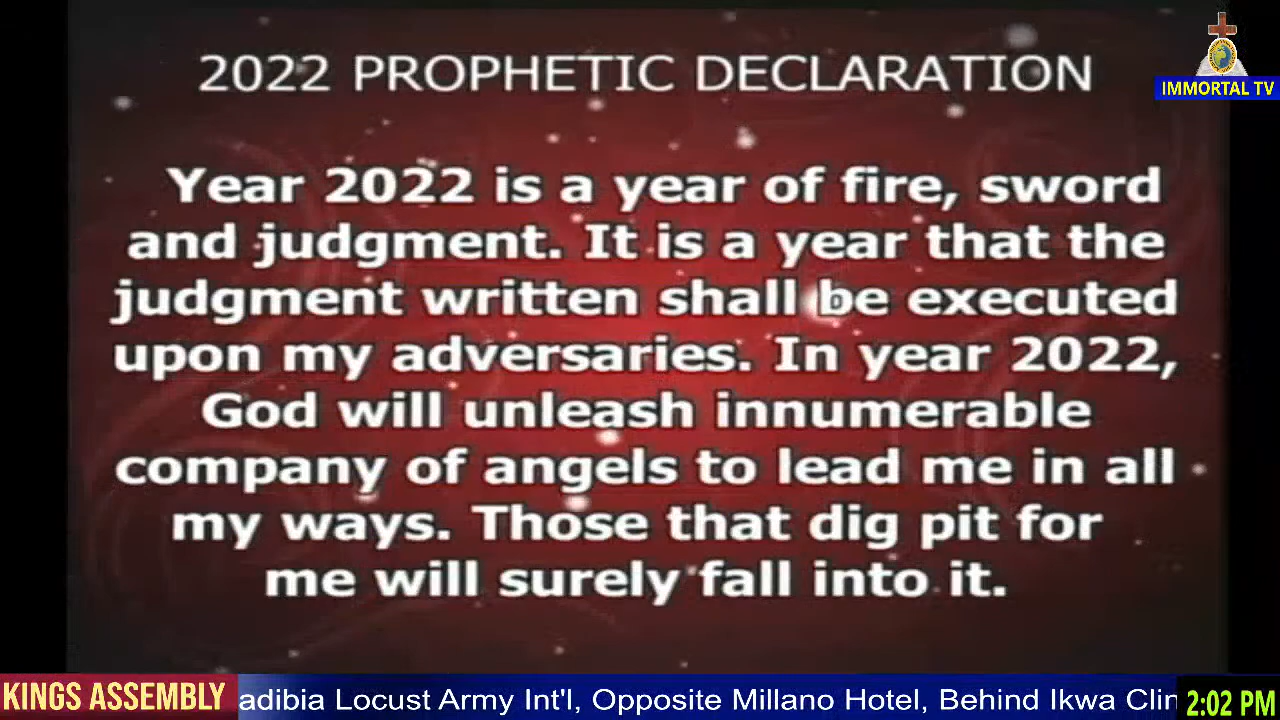 2022 PROPHETIC DECLARATION
IMMORTAL TV
Year 2022 is a year of fire, sword
and judgment. It is a year that the
judgment written shall be executed
upon my adversaries. In year 2022,
God will unleash innumerable
company of angels to lead me in all
my ways. Those that dig pit for
me will surely fall into it.
KINGS ASSEMBLY
adibia Locust Army Int'l, Opposite Millano Hotel, Behind Ikwa Clin
2:02 PM